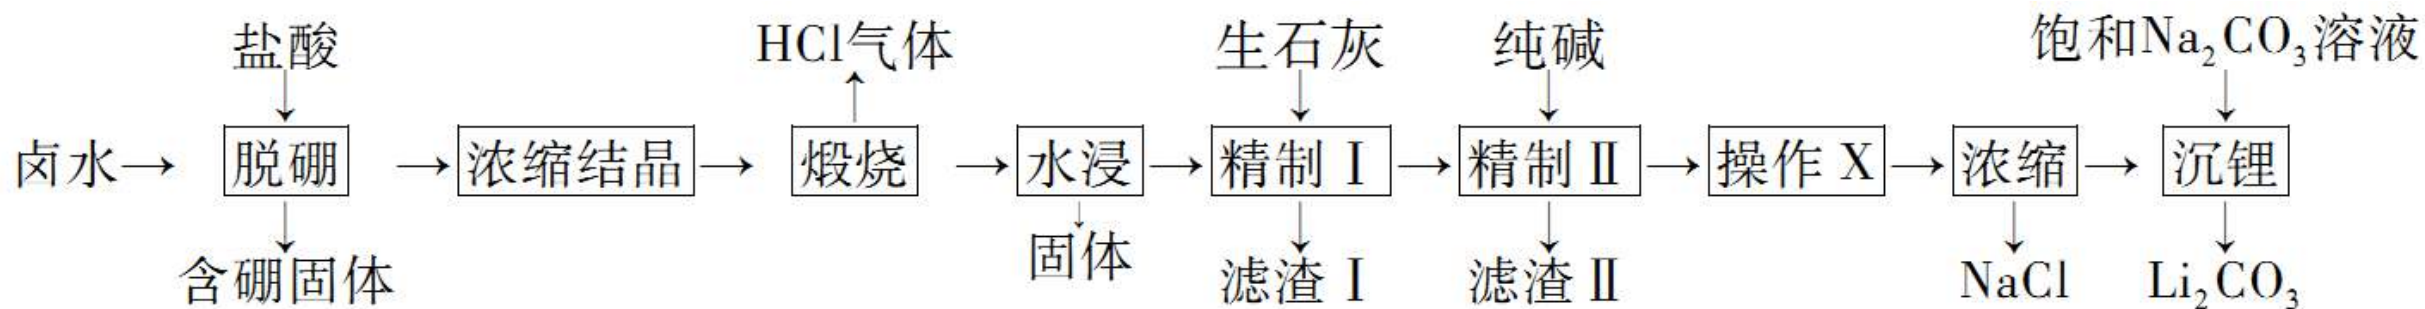 盐酸 HCl气体 生石灰 纯碱 饱和Na₂CO₃溶液
卤水→ 脱硼 →浓缩结晶→ 煅烧 →水浸→精制Ⅰ→精制Ⅱ→操作X→浓缩→ 沉锂
含硼固体 固体 滤渣Ⅰ 滤渣Ⅱ NaCl Li₂CO₃